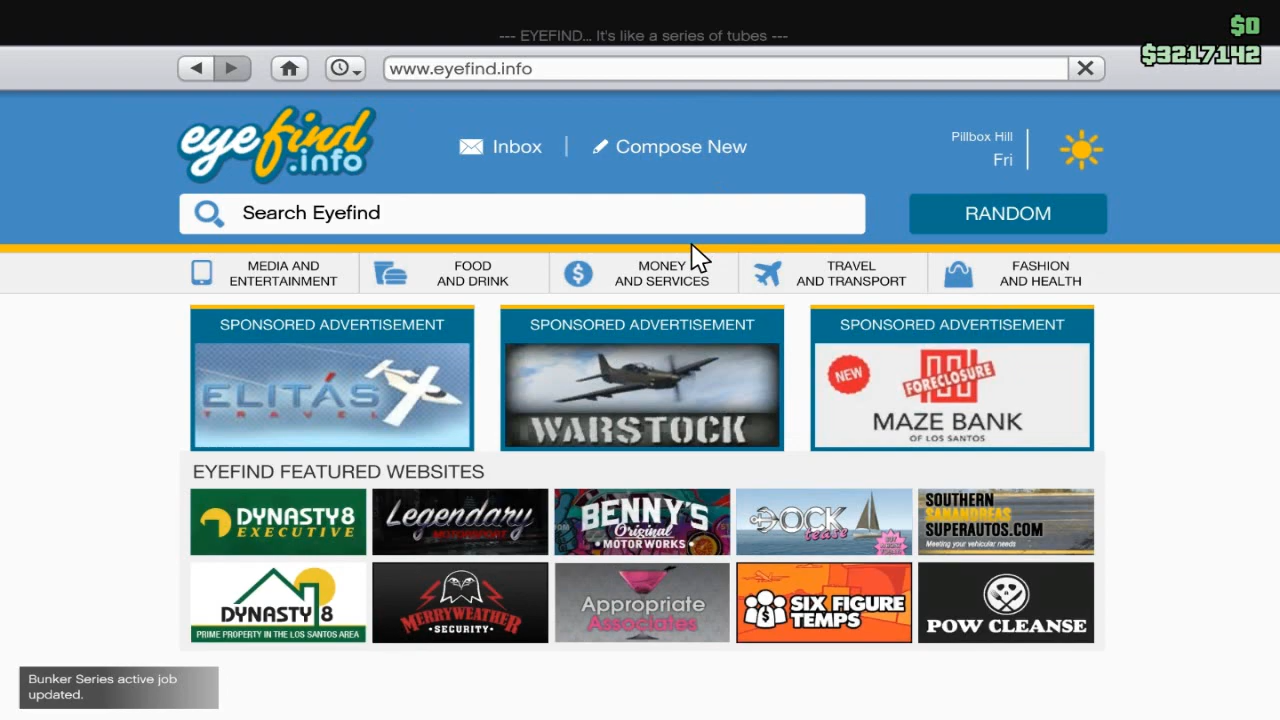 --- EYEFIND... It's like a series of tubes ---
$0
$3217142
www.eyefind.info
eyefind
.info
Inbox
Compose New
Pillbox Hill
Fri
Search Eyefind
RANDOM
MEDIA AND
ENTERTAINMENT
FOOD
AND DRINK
MONEY
AND SERVICES
TRAVEL
AND TRANSPORT
FASHION
AND HEALTH
SPONSORED ADVERTISEMENT
ELITÁS
TRAVEL
SPONSORED ADVERTISEMENT
WARSTOCK
SPONSORED ADVERTISEMENT
NEW
FORECLOSURE
MAZE BANK
OF LOS SANTOS
EYEFIND FEATURED WEBSITES
DYNASTY 8
EXECUTIVE
Legendary
MOTORSPORT
BENNY'S
Original
MOTOR WORKS
DOCK
tease
SOUTHERN
SANANDREAS
SUPERAUTOS.COM
Meeting your vehicular needs
DYNASTY 8
PRIME PROPERTY IN THE LOS SANTOS AREA
MERRYWEATHER
SECURITY
Appropriate
Associates
SIX FIGURE
TEMPS
POW CLEANSE
Bunker Series active job
updated.